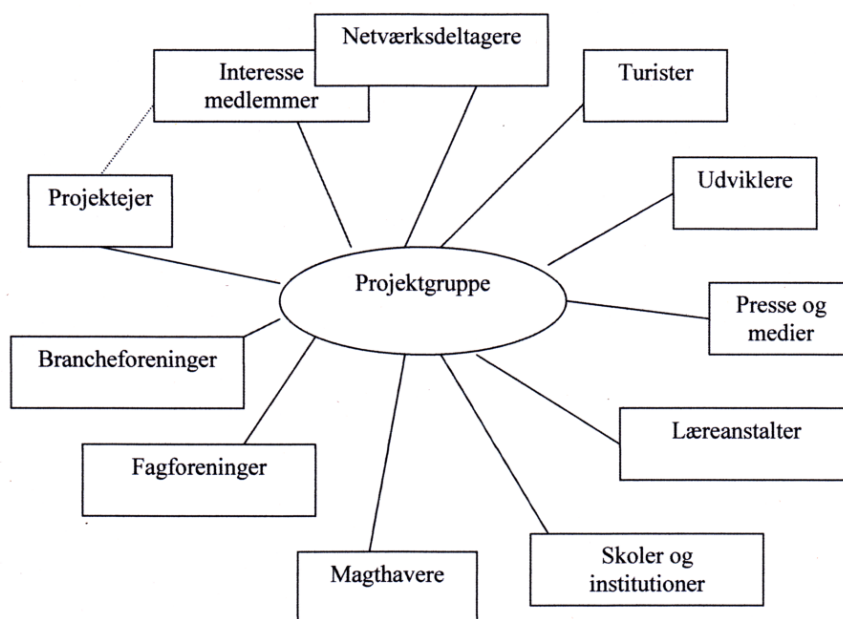 Netværksdeltagere
Interesse
medlemmer
Turister
Projektejer
Udviklere
Projektgruppe
Presse og
medier
Brancheforeninger
Læreanstalter
Fagforeninger
Skoler og
institutioner
Magthavere